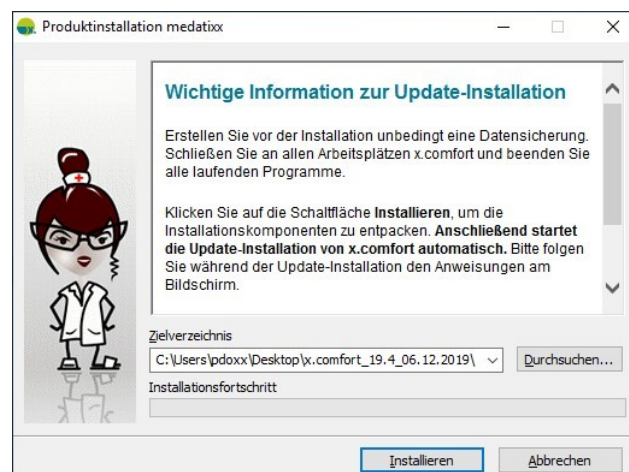 Produktinstallation medatixx
Wichtige Information zur Update-Installation
Erstellen Sie vor der Installation unbedingt eine Datensicherung.
Schließen Sie an allen Arbeitsplätzen x.comfort und beenden Sie
alle laufenden Programme.
Klicken Sie auf die Schaltfläche Installieren, um die
Installationskomponenten zu entpacken. Anschließend startet
die Update-Installation von x.comfort automatisch. Bitte folgen
Sie während der Update-Installation den Anweisungen am
Bildschirm.
Zielverzeichnis
C:\Users\pdoxx\Desktop\x.comfort_19.4_06.12.2019\
Durchsuchen...
Installationsfortschritt
Installieren
Abbrechen